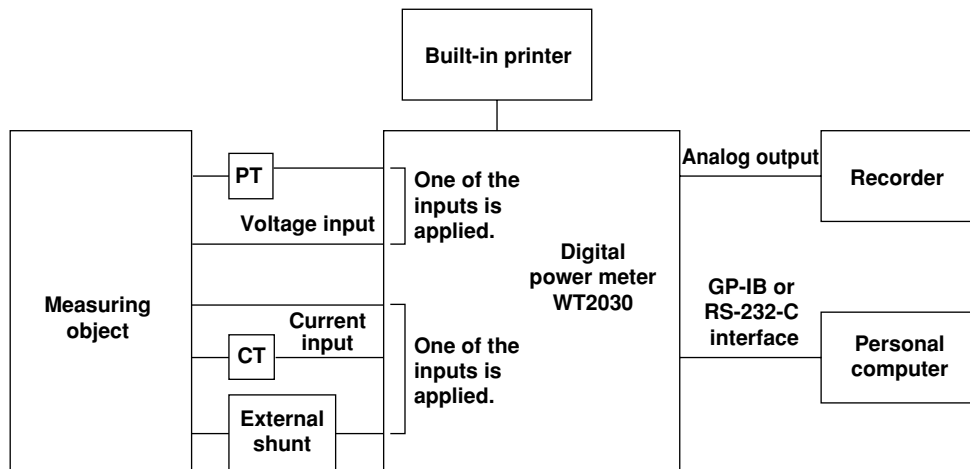 Built-in printer
Measuring
object
PT
Voltage input
One of the
inputs is
applied.
Current
input
CT
External
shunt
One of the
inputs is
applied.
Digital
power meter
WT2030
Analog output
Recorder
GP-IB or
RS-232-C
interface
Personal
computer